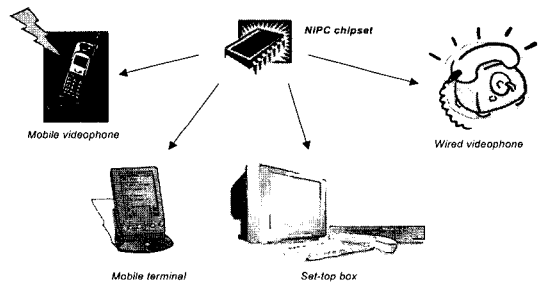 NIPC chipset
Mobile videophone
Wired videophone
Mobile terminal
Set-top box